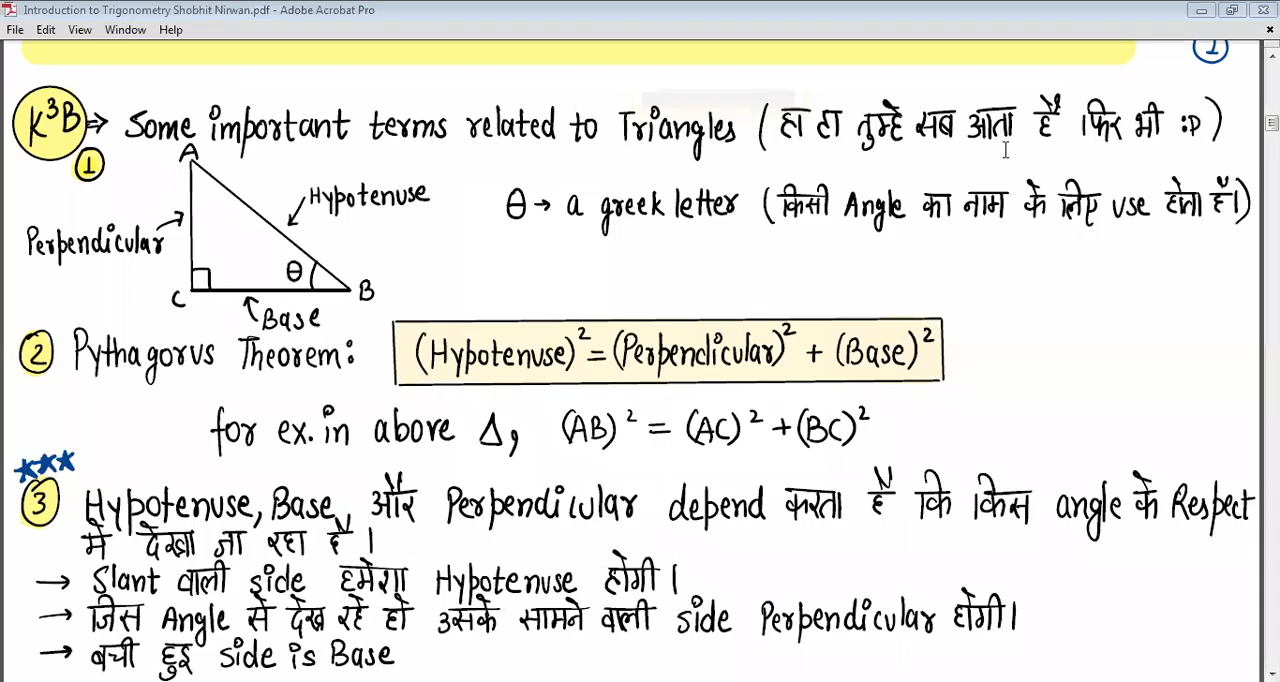 Introduction to Trigonometry Shobhit Nirwan.pdf - Adobe Acrobat Pro
File Edit View Window Help
1
K³B ⇒ Some important terms related to Triangles (हा हा तुम्हे सब आता है फिर भी :D)
1
A
Hypotenuse
θ → a greek letter (किसी Angle का नाम के लिए use होता है।)
Perpendicular
θ
C
B
Base
2 Pythagorus Theorem: (Hypotenuse)² = (Perpendicular)² + (Base)²
for ex. in above Δ, (AB)² = (AC)² + (BC)²
★★★
3 Hypotenuse, Base, और Perpendicular depend करता है कि किस angle के Respect
में देखा जा रहा है।
→ Slant वाली side हमेशा Hypotenuse होगी।
→ जिस Angle से देख रहे हो उसके सामने वाली side Perpendicular होगी।
→ बची हुइ side is Base